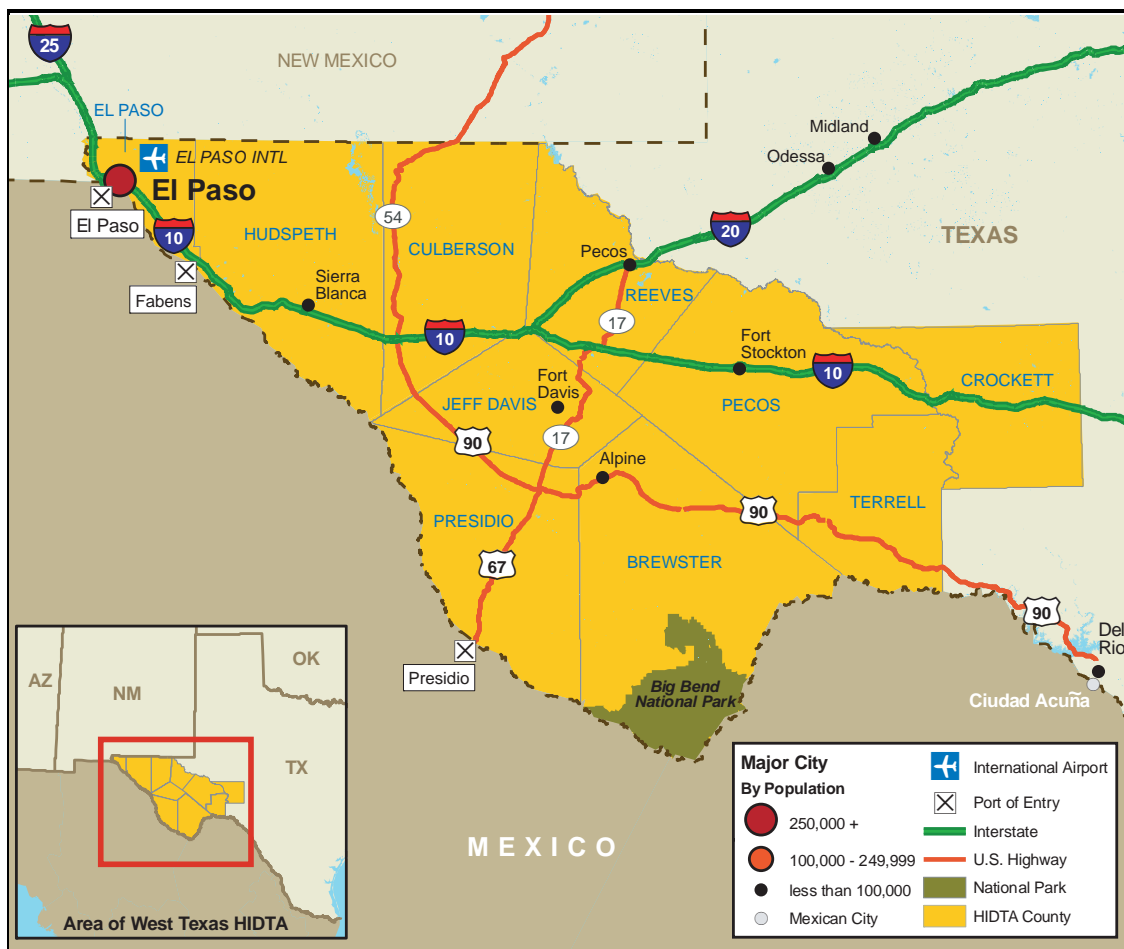 25
NEW MEXICO
EL PASO
Midland
Odessa
EL PASO INTL
El Paso
El Paso
10
HUDSPETH
54
CULBERSON
20
TEXAS
Pecos
Fabens
Sierra
Blanca
REEVES
17
10
Fort
Stockton
10
CROCKETT
Fort
Davis
JEFF DAVIS
PECOS
90
17
Alpine
PRESIDIO
90
TERRELL
67
BREWSTER
90
Del
Rio
Presidio
Big Bend
National Park
Ciudad Acuña
MEXICO
AZ
NM
OK
TX
Area of West Texas HIDTA
Major City
By Population
250,000 +
100,000 - 249,999
less than 100,000
Mexican City
International Airport
Port of Entry
Interstate
U.S. Highway
National Park
HIDTA County